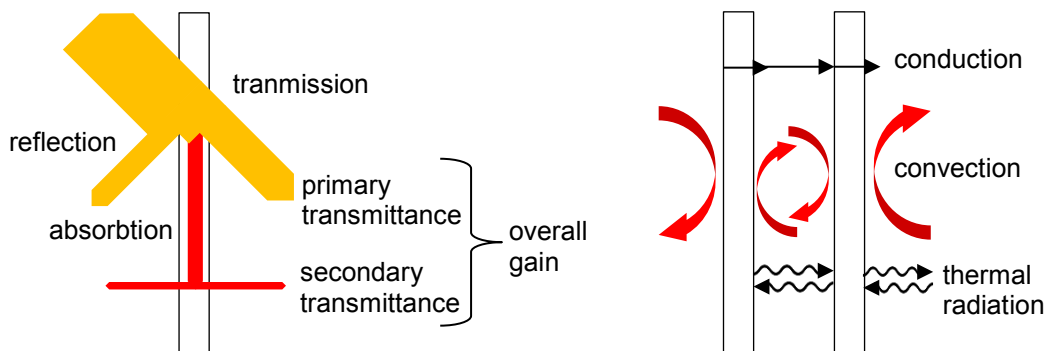 tranmission
reflection
absorbtion
primary
transmittance
secondary
transmittance
overall
gain
conduction
convection
thermal
radiation